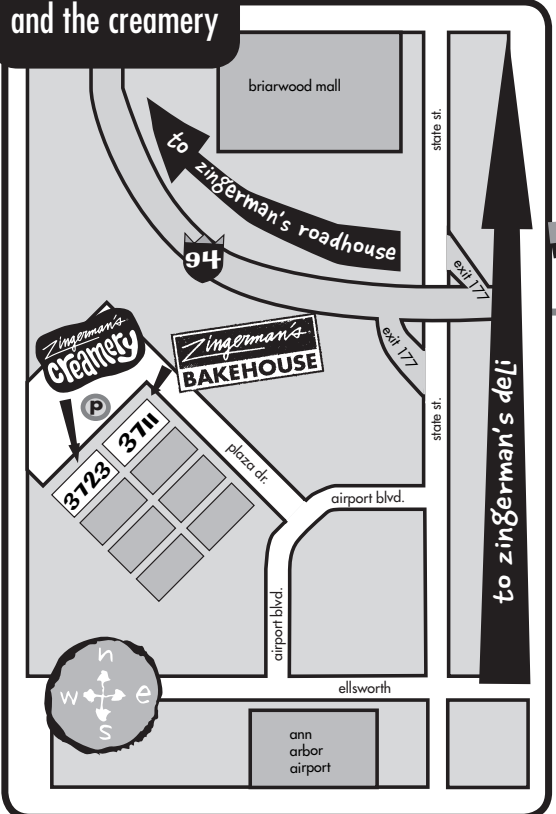 and the creamery
briarwood mall
state st.
to zingerman's roadhouse
94
exit 177
exit 177
Zingerman's
Creamery
Zingerman's
BAKEHOUSE
P
3711
3723
plaza dr.
state st.
airport blvd.
airport blvd.
to zingerman's deli
ellsworth
n
w e
s
ann
arbor
airport